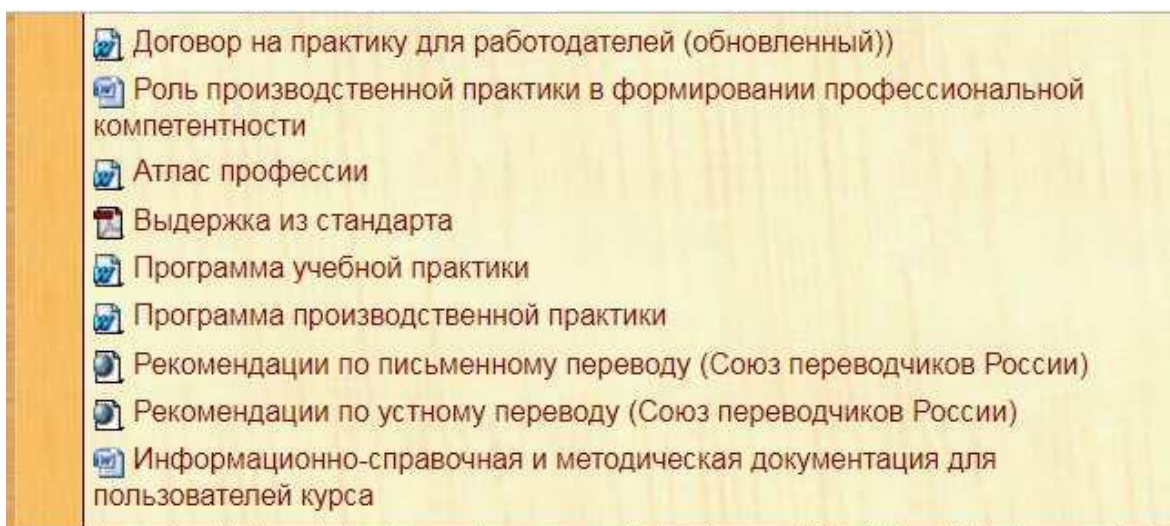 Договор на практику для работодателей (обновленный))
Роль производственной практики в формировании профессиональной
компетентности
Атлас профессии
Выдержка из стандарта
Программа учебной практики
Программа производственной практики
Рекомендации по письменному переводу (Союз переводчиков России)
Рекомендации по устному переводу (Союз переводчиков России)
Информационно-справочная и методическая документация для
пользователей курса